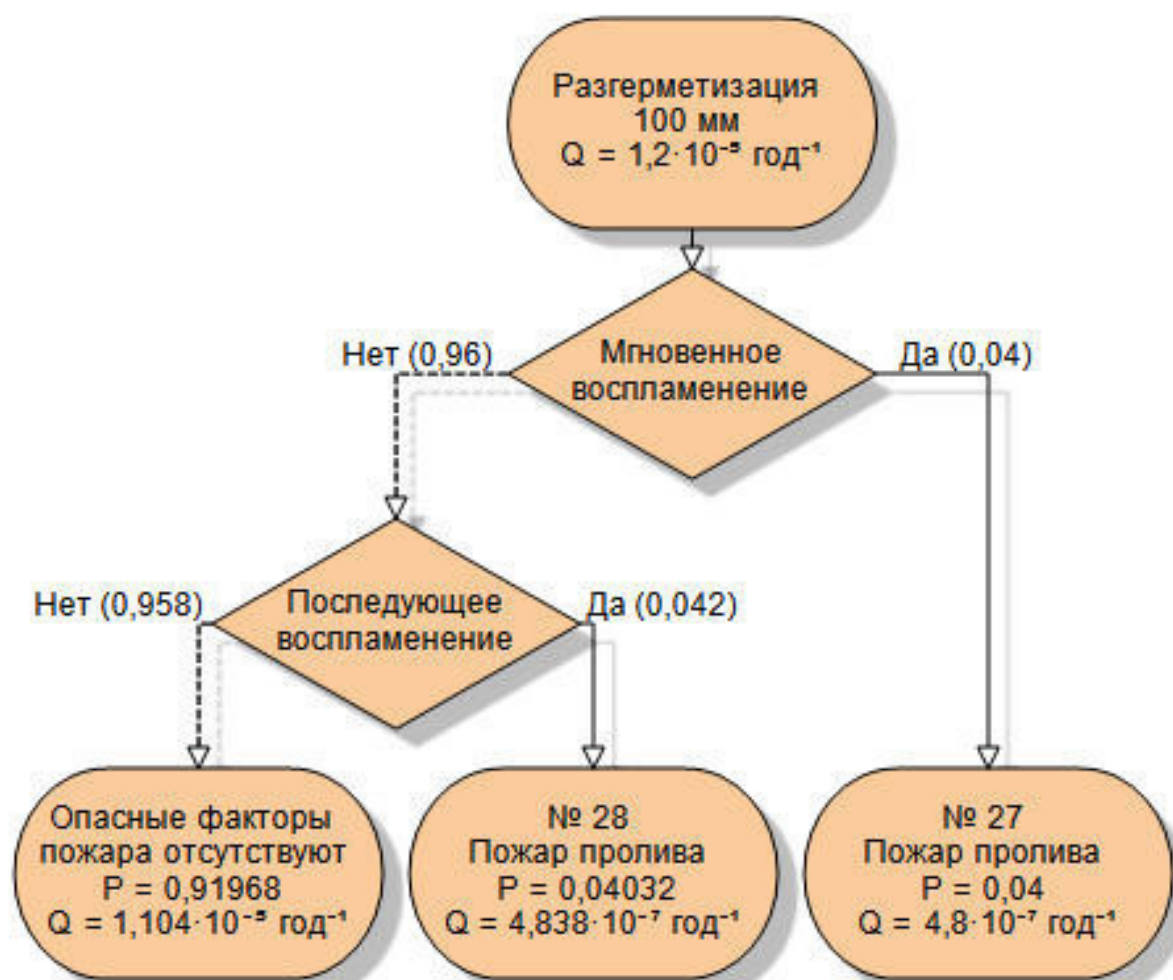 Разгерметизация
100 мм
Q = 1,2·10⁻⁵ год⁻¹
Нет (0,96)
Мгновенное
воспламенение
Да (0,04)
Нет (0,958)
Последующее
воспламенение
Да (0,042)
Опасные факторы
пожара отсутствуют
P = 0,91968
Q = 1,104·10⁻⁵ год⁻¹
№ 28
Пожар пролива
P = 0,04032
Q = 4,838·10⁻⁷ год⁻¹
№ 27
Пожар пролива
P = 0,04
Q = 4,8·10⁻⁷ год⁻¹